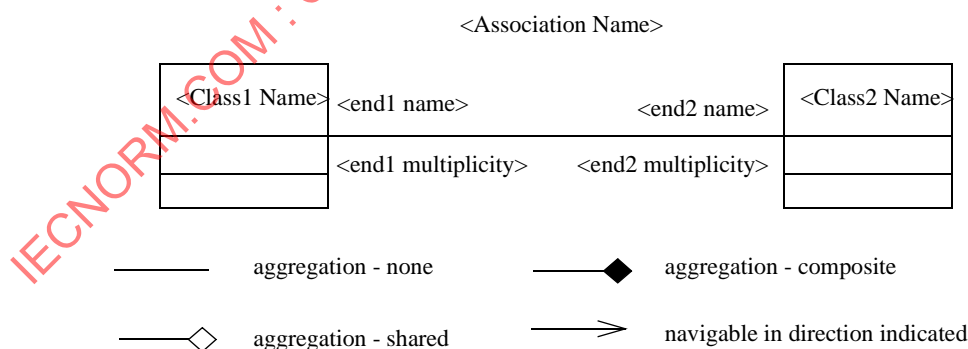 <Association Name>
<Class1 Name>
<end1 name>
<end2 name>
<Class2 Name>
<end1 multiplicity>
<end2 multiplicity>
aggregation - none
aggregation - composite
aggregation - shared
navigable in direction indicated
IECNORM.COM :